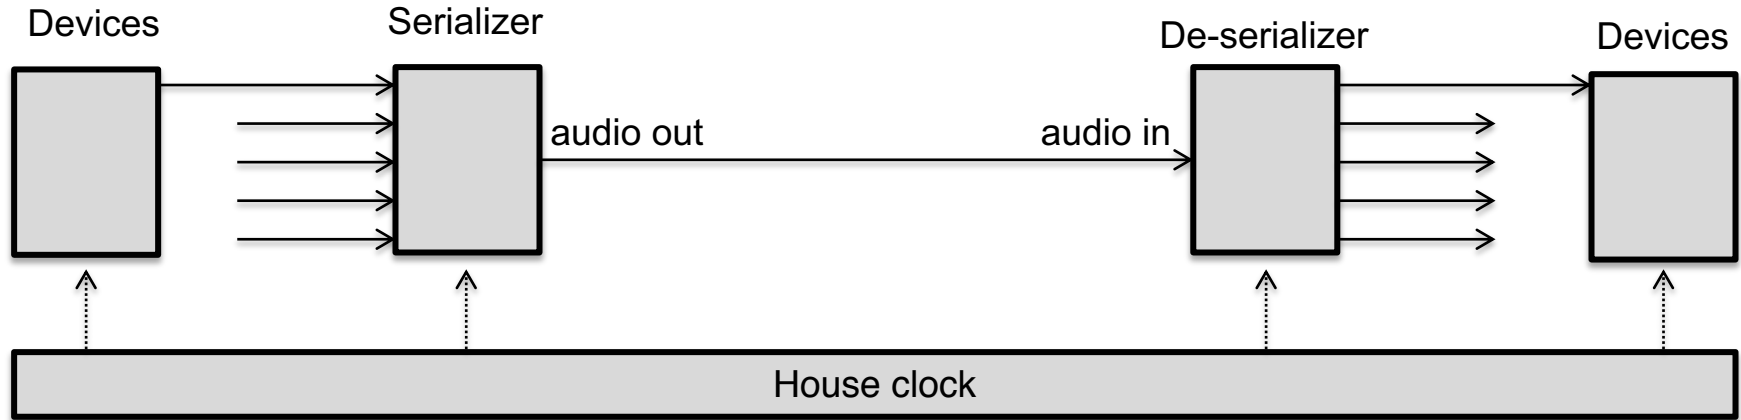 Devices
Serializer
De-serializer
Devices
audio out
audio in
House clock